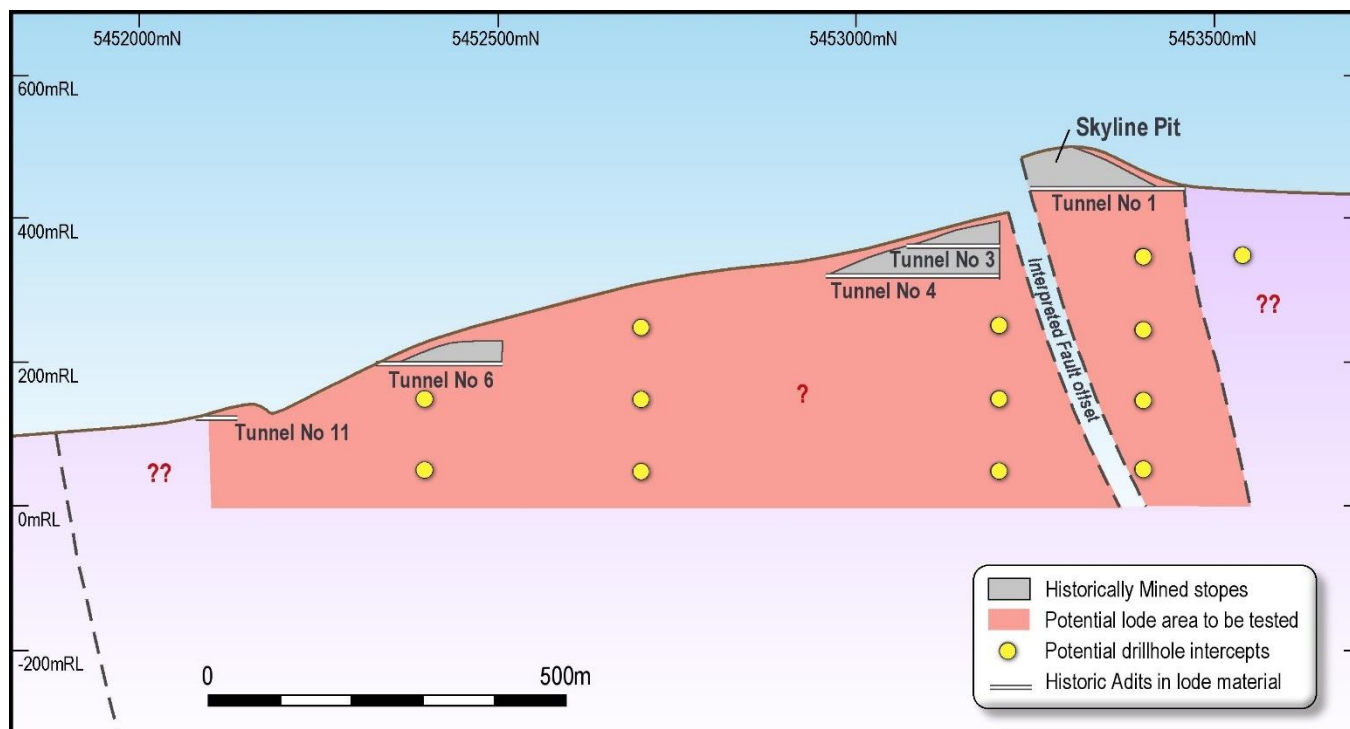 5452000mN
5452500mN
5453000mN
5453500mN
600mRL
Skyline Pit
Tunnel No 1
400mRL
Tunnel No 3
Tunnel No 4
Interpreted Fault offset
??
200mRL
Tunnel No 6
?
Tunnel No 11
??
0mRL
Historically Mined stopes
Potential lode area to be tested
Potential drillhole intercepts
Historic Adits in lode material
-200mRL
0
500m